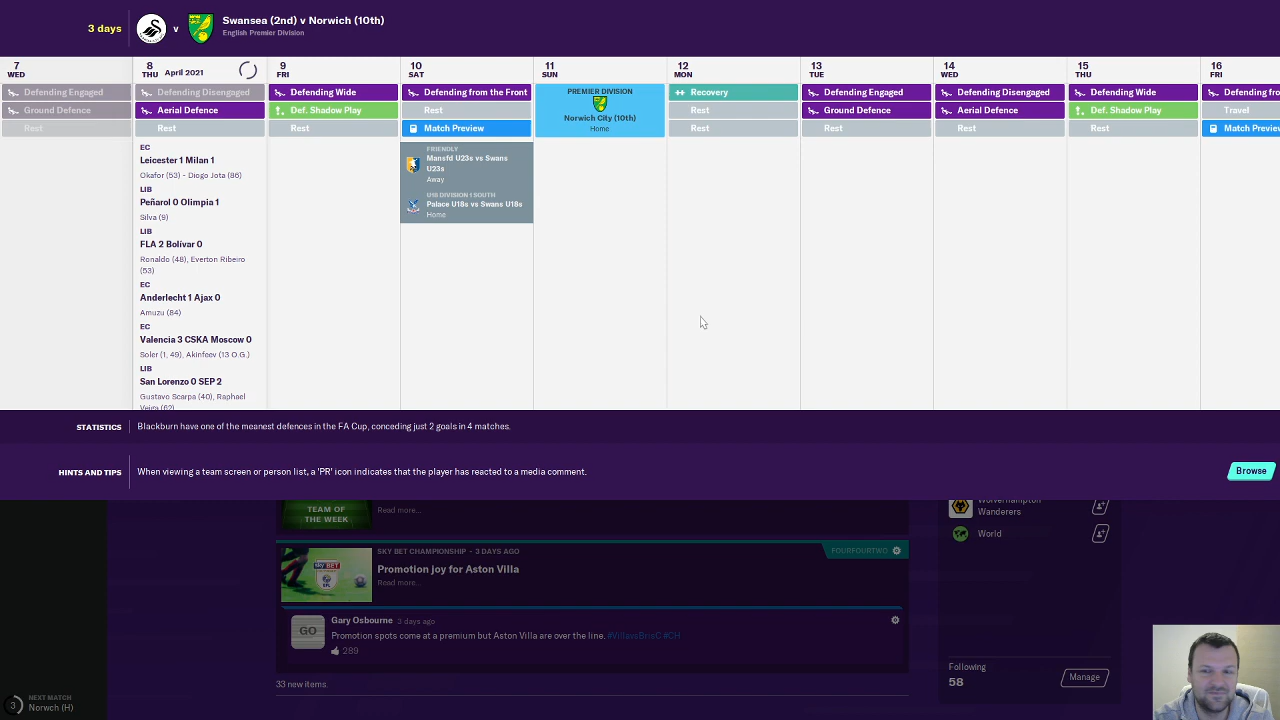 3 days
v
Swansea (2nd) v Norwich (10th)
English Premier Division
7
WED
8
THU
April 2021
9
FRI
10
SAT
11
SUN
12
MON
13
TUE
14
WED
15
THU
16
FRI
Defending Engaged
Ground Defence
Rest
Defending Disengaged
Aerial Defence
Rest
EC
Leicester 1 Milan 1
Okafor (53) - Diogo Jota (86)
LIB
Peñarol 0 Olimpia 1
Silva (9)
LIB
FLA 2 Bolívar 0
Ronaldo (48), Everton Ribeiro
(53)
EC
Anderlecht 1 Ajax 0
Amuzu (84)
EC
Valencia 3 CSKA Moscow 0
Soler (1, 49), Akinfeev (13 O.G.)
LIB
San Lorenzo 0 SEP 2
Gustavo Scarpa (40), Raphael
Veiga (62)
Defending Wide
Def. Shadow Play
Rest
Defending from the Front
Rest
Match Preview
FRIENDLY
Mansfd U23s vs Swans
U23s
Away
U18 DIVISION 1 SOUTH
Palace U18s vs Swans U18s
Home
PREMIER DIVISION
Norwich City (10th)
Home
Recovery
Rest
Rest
Defending Engaged
Ground Defence
Rest
Defending Disengaged
Aerial Defence
Rest
Defending Wide
Def. Shadow Play
Rest
Defending fro
Travel
Match Preview
STATISTICS
Blackburn have one of the meanest defences in the FA Cup, conceding just 2 goals in 4 matches.
HINTS AND TIPS
When viewing a team screen or person list, a 'PR' icon indicates that the player has reacted to a media comment.
Browse
TEAM OF
THE WEEK
Read more...
SKY BET CHAMPIONSHIP - 3 DAYS AGO
FOURFOURTWO
Promotion joy for Aston Villa
Read more...
GO
Gary Osbourne 3 days ago
Promotion spots come at a premium but Aston Villa are over the line. #VillavsBrisC #CH
289
33 new items.
Wolverhampton
Wanderers
World
Following
58
Manage
3
NEXT MATCH
Norwch (H)